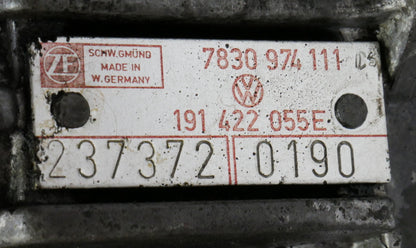 ZF
SCHW.GMÜND
MADE IN
W. GERMANY
7830 974 111
191 422 055E
237372 0190